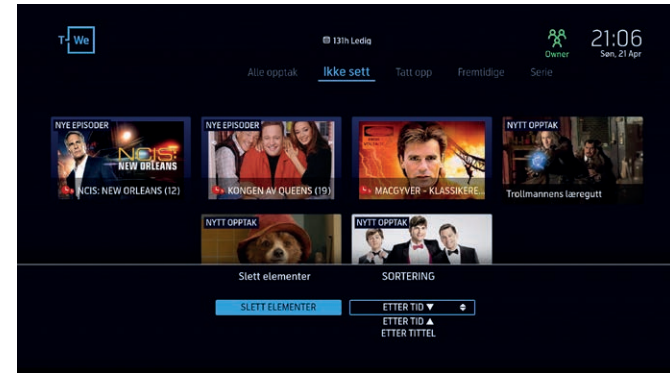 T-We
131h Ledig
Owner
21:06
Søn, 21 Apr
Alle opptak Ikke sett Tatt opp Fremtidige Serie
NYE EPISODER
NCIS:
NEW ORLEANS
NCIS: NEW ORLEANS (12)
NYE EPISODER
KONGEN AV QUEENS (19)
MACGYVER - KLASSIKERE...
NYTT OPPTAK
Trollmannens læregutt
NYTT OPPTAK
NYTT OPPTAK
Slett elementer
SORTERING
SLETT ELEMENTER
ETTER TID ▼
ETTER TID ▲
ETTER TITTEL